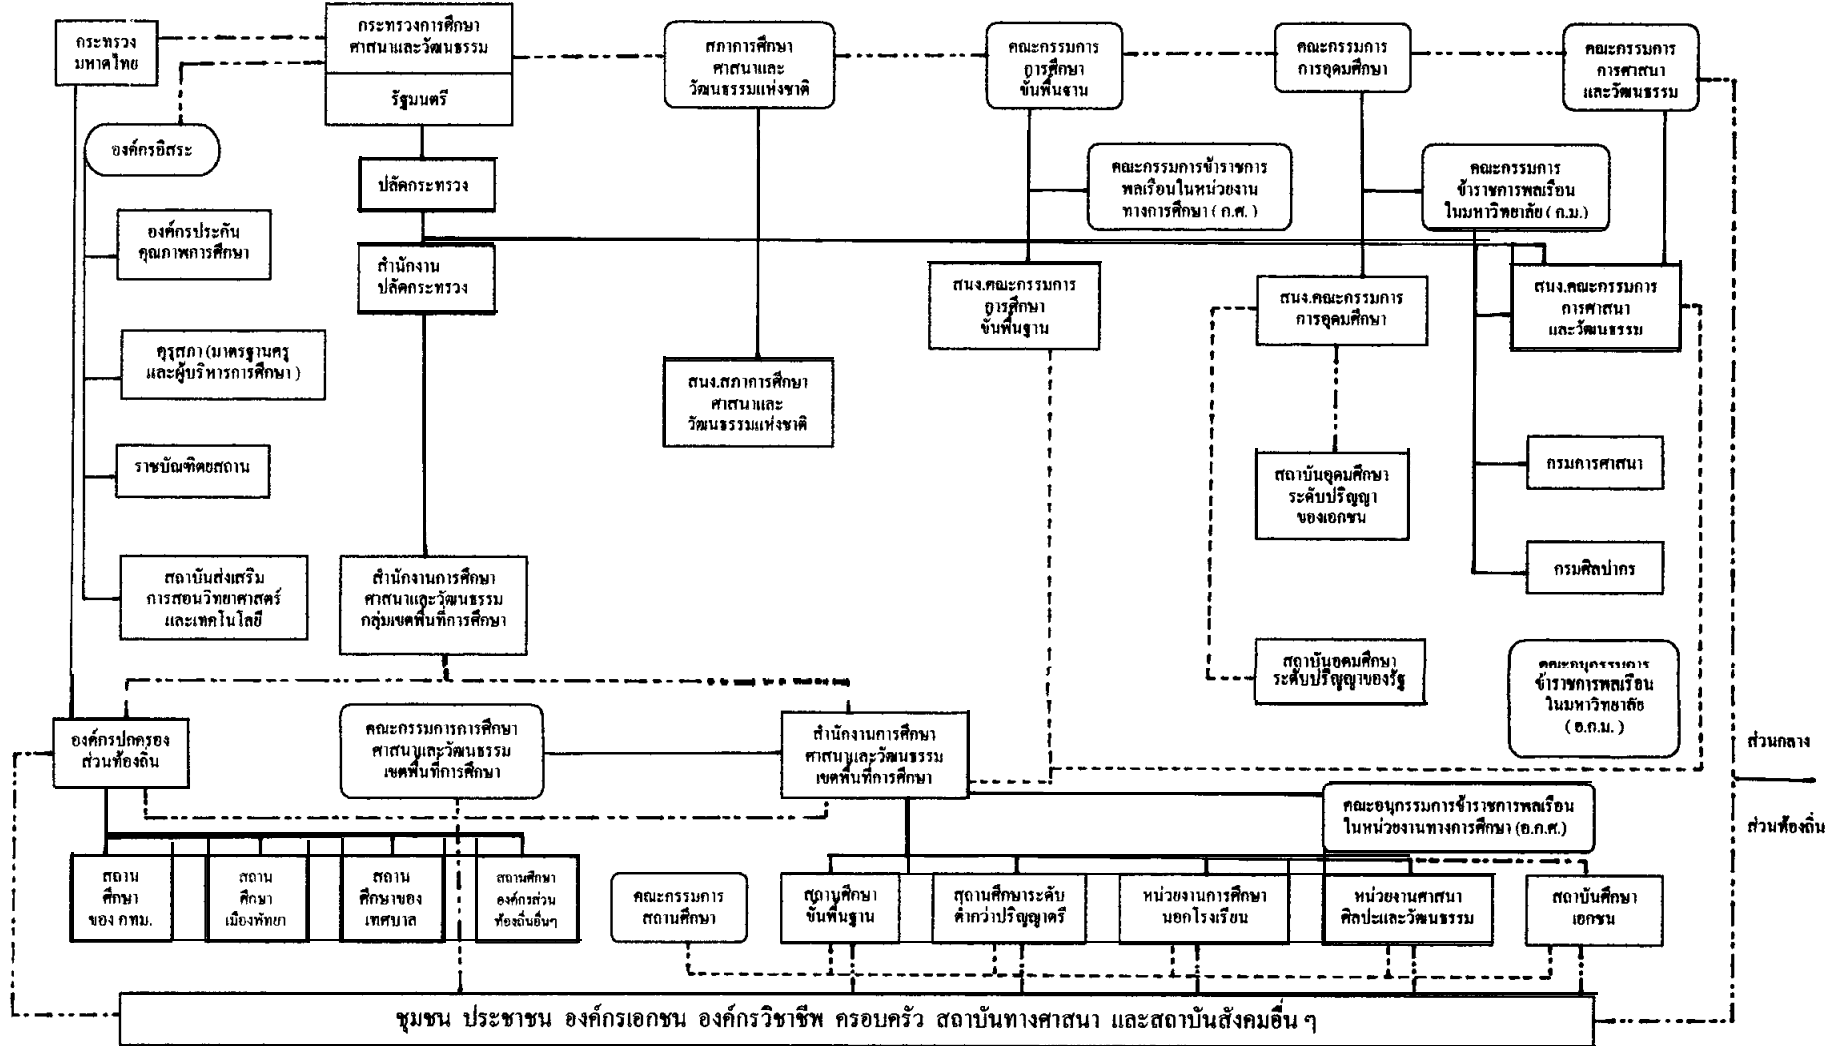 กระทรวง
มหาดไทย
กระทรวงการศึกษา
ศาสนาและวัฒนธรรม
รัฐมนตรี
สภาการศึกษา
ศาสนาและ
วัฒนธรรมแห่งชาติ
คณะกรรมการ
การศึกษา
ขั้นพื้นฐาน
คณะกรรมการ
การอุดมศึกษา
คณะกรรมการ
การศาสนา
และวัฒนธรรม
องค์กรอิสระ
ปลัดกระทรวง
คณะกรรมการข้าราชการ
พลเรือนในหน่วยงาน
ทางการศึกษา ( ก.ศ. )
คณะกรรมการ
ข้าราชการพลเรือน
ในมหาวิทยาลัย ( ก.ม.)
องค์กรประกัน
คุณภาพการศึกษา
สำนักงาน
ปลัดกระทรวง
สนง.คณะกรรมการ
การศึกษา
ขั้นพื้นฐาน
สนง.คณะกรรมการ
การอุดมศึกษา
สนง.คณะกรรมการ
การศาสนา
และวัฒนธรรม
คุรุสภา (มาตรฐานครู
และผู้บริหารการศึกษา )
สนง.สภาการศึกษา
ศาสนาและ
วัฒนธรรมแห่งชาติ
ราชบัณฑิตยสถาน
สถาบันอุดมศึกษา
ระดับปริญญา
ของเอกชน
กรมการศาสนา
กรมศิลปากร
สถาบันส่งเสริม
การสอนวิทยาศาสตร์
และเทคโนโลยี
สำนักงานการศึกษา
ศาสนาและวัฒนธรรม
กลุ่มเขตพื้นที่การศึกษา
สถาบันอุดมศึกษา
ระดับปริญญาของรัฐ
คณะอนุกรรมการ
ข้าราชการพลเรือน
ในมหาวิทยาลัย
( อ.ก.ม. )
องค์กรปกครอง
ส่วนท้องถิ่น
คณะกรรมการการศึกษา
ศาสนาและวัฒนธรรม
เขตพื้นที่การศึกษา
สำนักงานการศึกษา
ศาสนาและวัฒนธรรม
เขตพื้นที่การศึกษา
ส่วนกลาง
ส่วนท้องถิ่น
คณะอนุกรรมการข้าราชการพลเรือน
ในหน่วยงานทางการศึกษา (อ.ก.ศ.)
สถาน
ศึกษา
ของ กทม.
สถาน
ศึกษา
เมืองพัทยา
สถาน
ศึกษาของ
เทศบาล
สถานศึกษา
องค์กรส่วน
ท้องถิ่นอื่นๆ
คณะกรรมการ
สถานศึกษา
สถานศึกษา
ขั้นพื้นฐาน
สถานศึกษาระดับ
ต่ำกว่าปริญญาตรี
หน่วยงานการศึกษา
นอกโรงเรียน
หน่วยงานศาสนา
ศิลปะและวัฒนธรรม
สถาบันศึกษา
เอกชน
ชุมชน ประชาชน องค์กรเอกชน องค์กรวิชาชีพ ครอบครัว สถาบันทางศาสนา และสถาบันสังคมอื่น ๆ